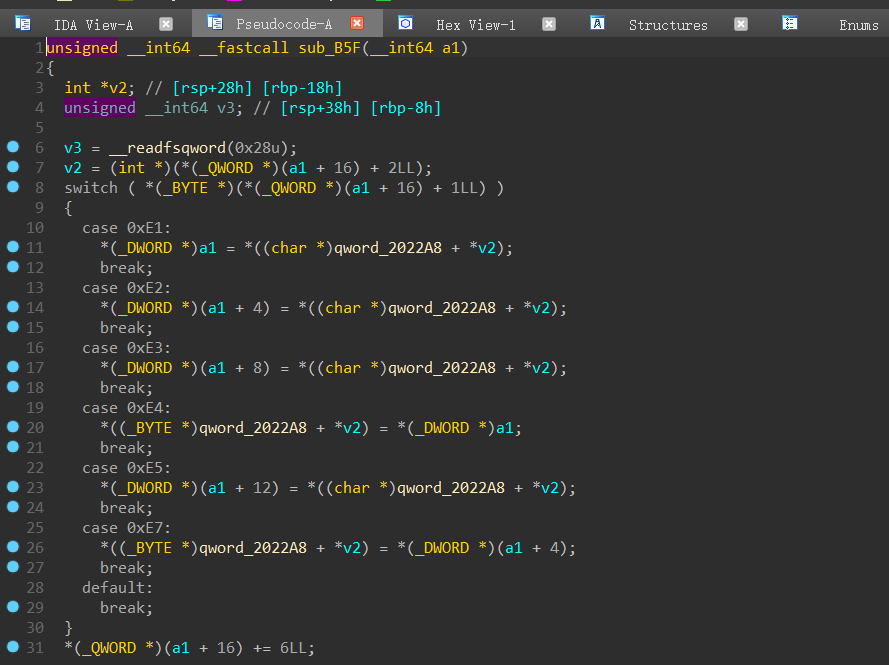 IDA View-A Pseudocode-A Hex View-1 Structures Enums
1 unsigned __int64 __fastcall sub_B5F(__int64 a1)
2 {
3 int *v2; // [rsp+28h] [rbp-18h]
4 unsigned __int64 v3; // [rsp+38h] [rbp-8h]
5
6 v3 = __readfsqword(0x28u);
7 v2 = (int *)(*(_QWORD *)(a1 + 16) + 2LL);
8 switch ( *(_BYTE *)(*(_QWORD *)(a1 + 16) + 1LL) )
9 {
10 case 0xE1:
11 *(_DWORD *)a1 = *((char *)qword_2022A8 + *v2);
12 break;
13 case 0xE2:
14 *(_DWORD *)(a1 + 4) = *((char *)qword_2022A8 + *v2);
15 break;
16 case 0xE3:
17 *(_DWORD *)(a1 + 8) = *((char *)qword_2022A8 + *v2);
18 break;
19 case 0xE4:
20 *((_BYTE *)qword_2022A8 + *v2) = *(_DWORD *)a1;
21 break;
22 case 0xE5:
23 *(_DWORD *)(a1 + 12) = *((char *)qword_2022A8 + *v2);
24 break;
25 case 0xE7:
26 *((_BYTE *)qword_2022A8 + *v2) = *(_DWORD *)(a1 + 4);
27 break;
28 default:
29 break;
30 }
31 *(_QWORD *)(a1 + 16) += 6LL;